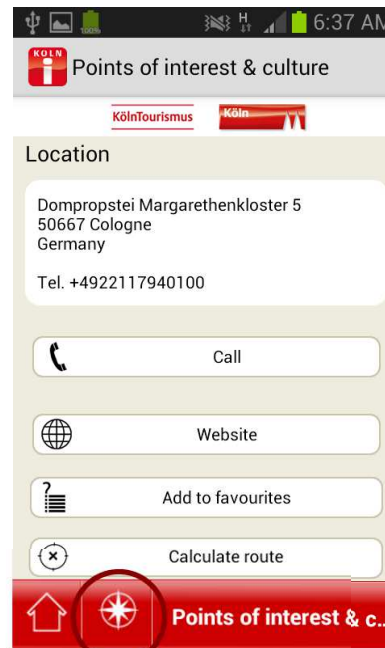 100%
H
6:37 AM
KÖLN
Points of interest & culture
KölnTourismus
Köln
Location
Dompropstei Margarethenkloster 5
50667 Cologne
Germany
Tel. +4922117940100
Call
Website
?
Add to favourites
Calculate route
Points of interest & c..